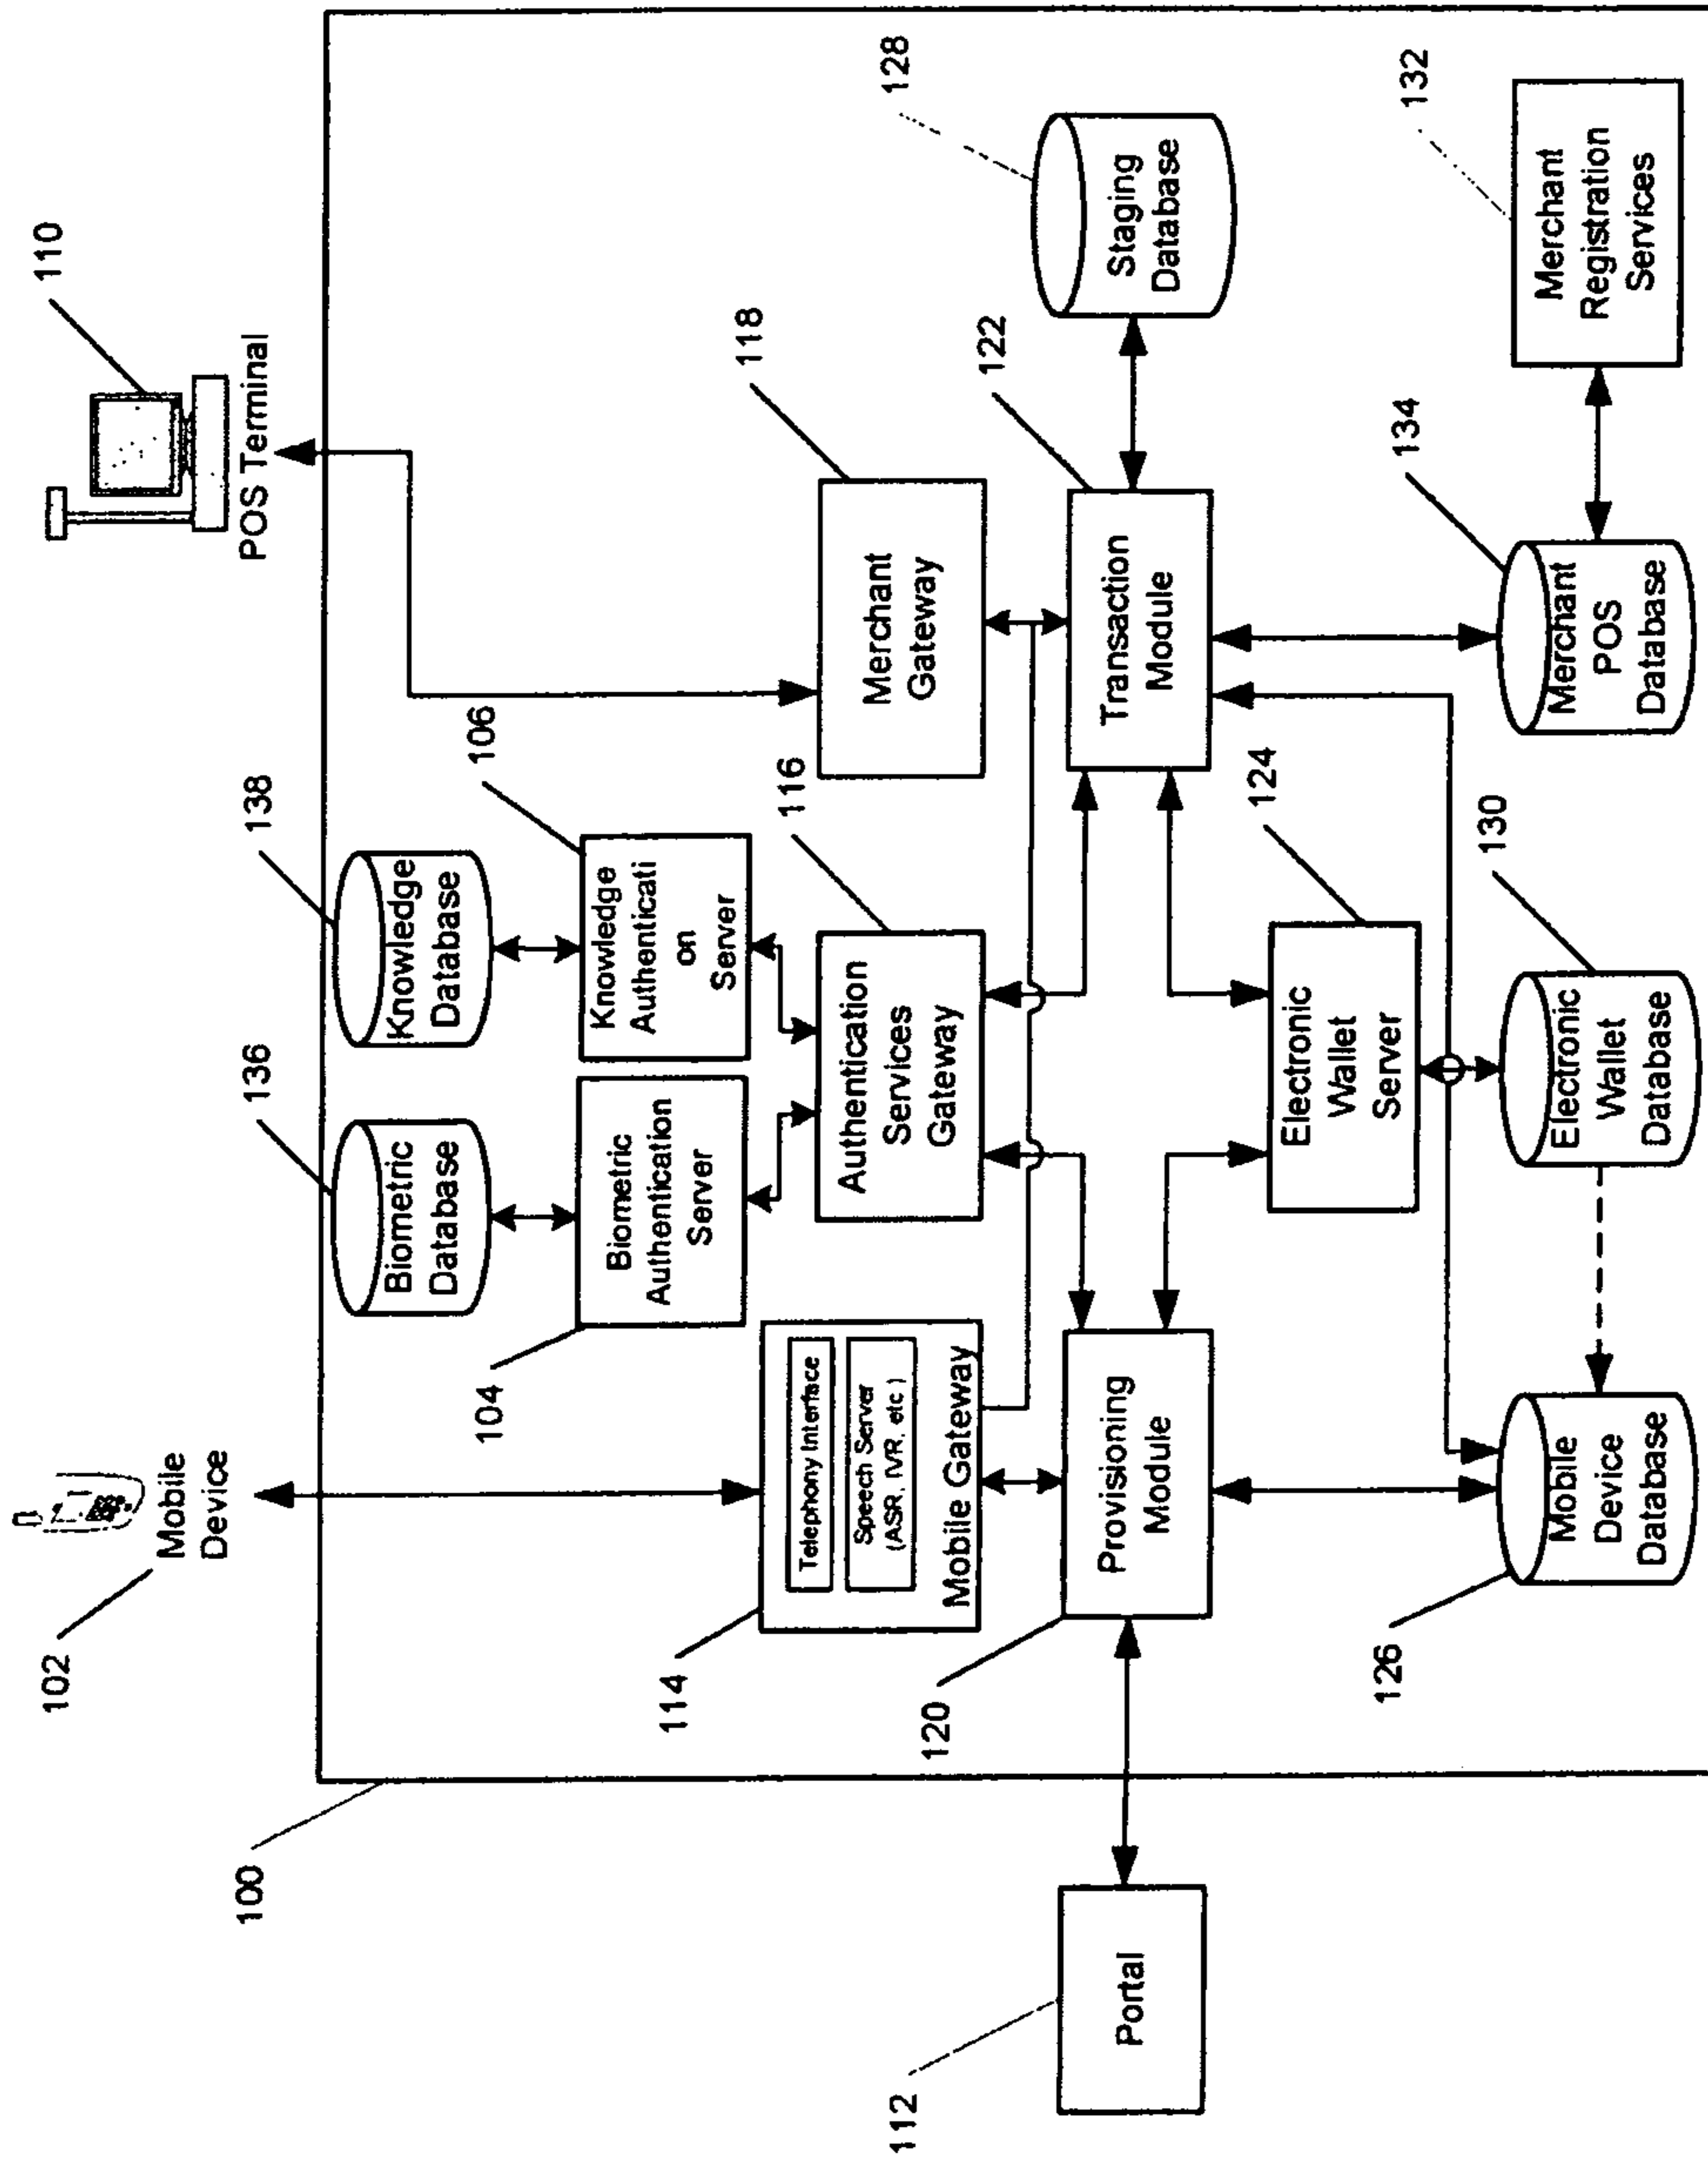 102
Mobile
Device
110
POS Terminal
100
136
Biometric
Database
138
Knowledge
Database
104
Biometric
Authentication
Server
106
Knowledge
Authenticati
on
Server
114
Telephony Interface
Speech Server
(ASR, IVR, etc )
Mobile Gateway
116
Authentication
Services
Gateway
118
Merchant
Gateway
112
Portal
120
Provisioning
Module
122
Transaction
Module
128
Staging
Database
124
Electronic
Wallet
Server
126
Mobile
Device
Database
130
Electronic
Wallet
Database
134
Merchant
POS
Database
132
Merchant
Registration
Services